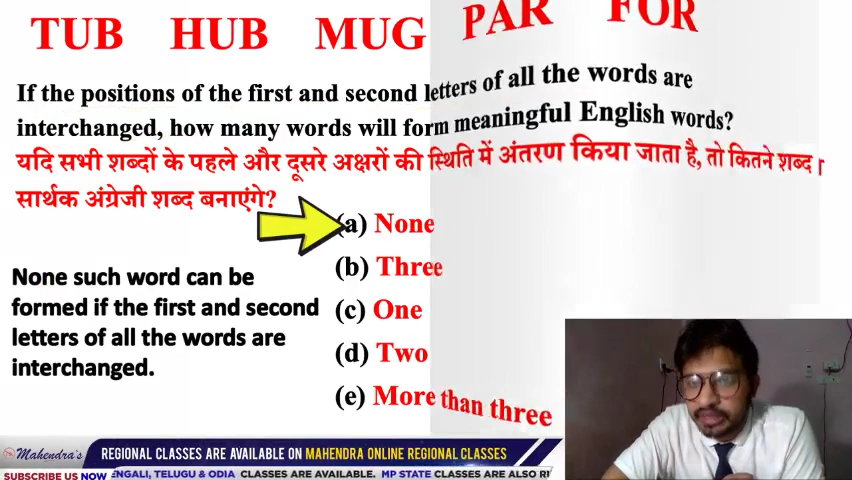 TUB HUB MUG PAR FOR
If the positions of the first and second letters of all the words are
interchanged, how many words will form meaningful English words?
यदि सभी शब्दों के पहले और दूसरे अक्षरों की स्थिति में अंतरण किया जाता है, तो कितने शब्द
सार्थक अंग्रेजी शब्द बनाएंगे?
(a) None
(b) Three
(c) One
(d) Two
(e) More than three
None such word can be
formed if the first and second
letters of all the words are
interchanged.
Mahendra's
REGIONAL CLASSES ARE AVAILABLE ON MAHENDRA ONLINE REGIONAL CLASSES
SUBSCRIBE US NOW ENGALI, TELUGU & ODIA CLASSES ARE AVAILABLE. MP STATE CLASSES ARE ALSO